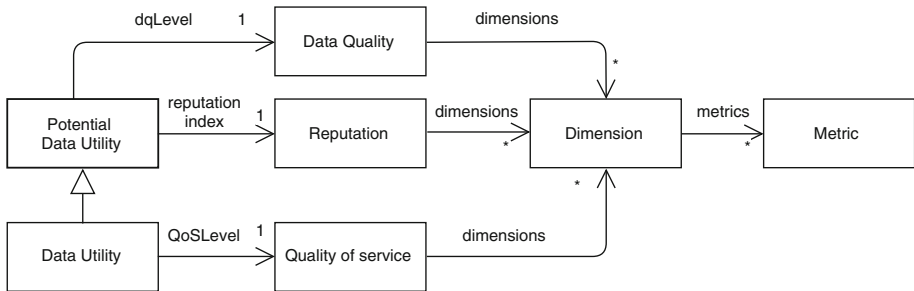 dqLevel
1
Data Quality
dimensions
*
Potential
Data Utility
reputation
index
1
Reputation
dimensions
*
Dimension
metrics
*
Metric
*
Data Utility
QoSLevel
1
Quality of service
dimensions